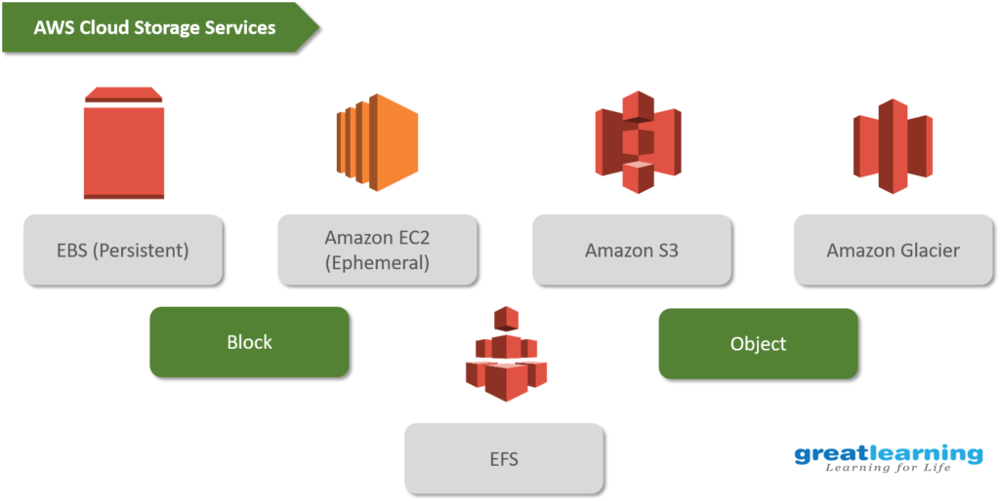 AWS Cloud Storage Services
EBS (Persistent)
Amazon EC2
(Ephemeral)
Amazon S3
Amazon Glacier
Block
Object
EFS
greatlearning
Learning for Life